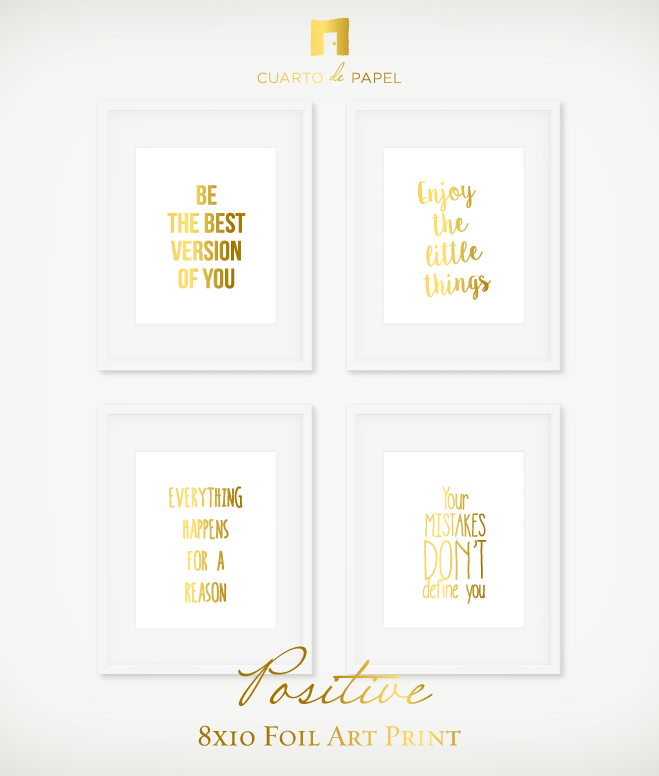 CUARTO de PAPEL
BE
THE BEST
VERSION
OF YOU
Enjoy
the
little
things
EVERYTHING
HAPPENS
FOR A
REASON
Your
MISTAKES
DON'T
define you
Positive
8x10 Foil Art Print